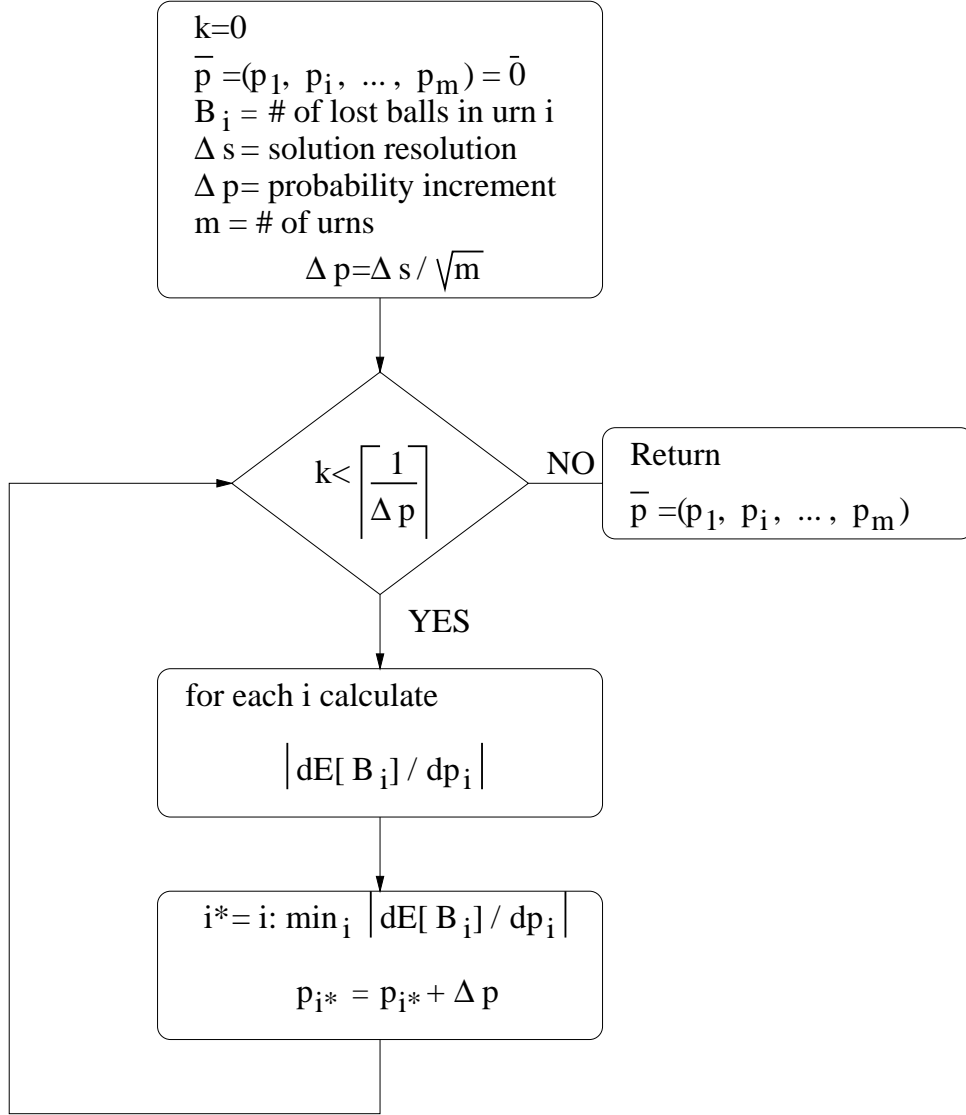 k=0
p̅ =(p₁, pᵢ, ..., pₘ) = 0̅
Bᵢ = # of lost balls in urn i
Δ s = solution resolution
Δ p= probability increment
m = # of urns
Δ p=Δ s / √m
k< ⌈1 / Δ p⌉
NO
Return
p̅ =(p₁, pᵢ, ..., pₘ)
YES
for each i calculate
|dE[ Bᵢ] / dpᵢ|
i*= i: minᵢ |dE[ Bᵢ] / dpᵢ|
pᵢ* = pᵢ* + Δ p